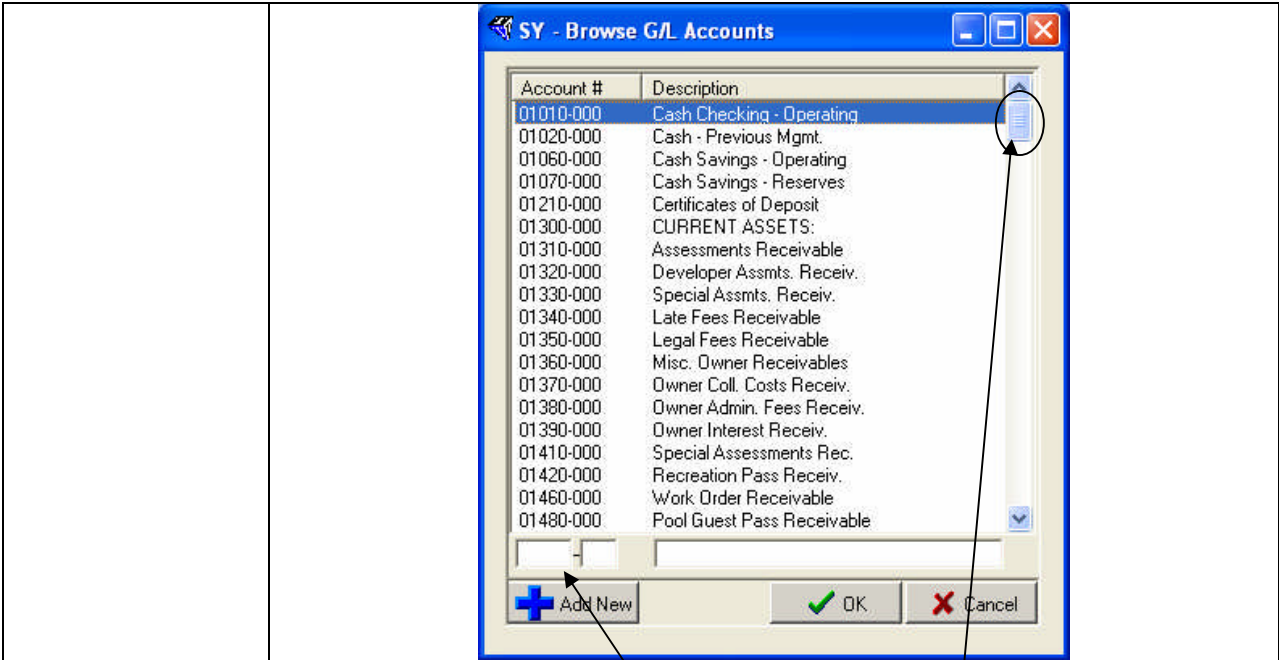 SY - Browse G/L Accounts
Account # Description
01010-000 Cash Checking - Operating
01020-000 Cash - Previous Mgmt.
01060-000 Cash Savings - Operating
01070-000 Cash Savings - Reserves
01210-000 Certificates of Deposit
01300-000 CURRENT ASSETS:
01310-000 Assessments Receivable
01320-000 Developer Assmts. Receiv.
01330-000 Special Assmts. Receiv.
01340-000 Late Fees Receivable
01350-000 Legal Fees Receivable
01360-000 Misc. Owner Receivables
01370-000 Owner Coll. Costs Receiv.
01380-000 Owner Admin. Fees Receiv.
01390-000 Owner Interest Receiv.
01410-000 Special Assessments Rec.
01420-000 Recreation Pass Receiv.
01460-000 Work Order Receivable
01480-000 Pool Guest Pass Receivable
-
Add New OK Cancel